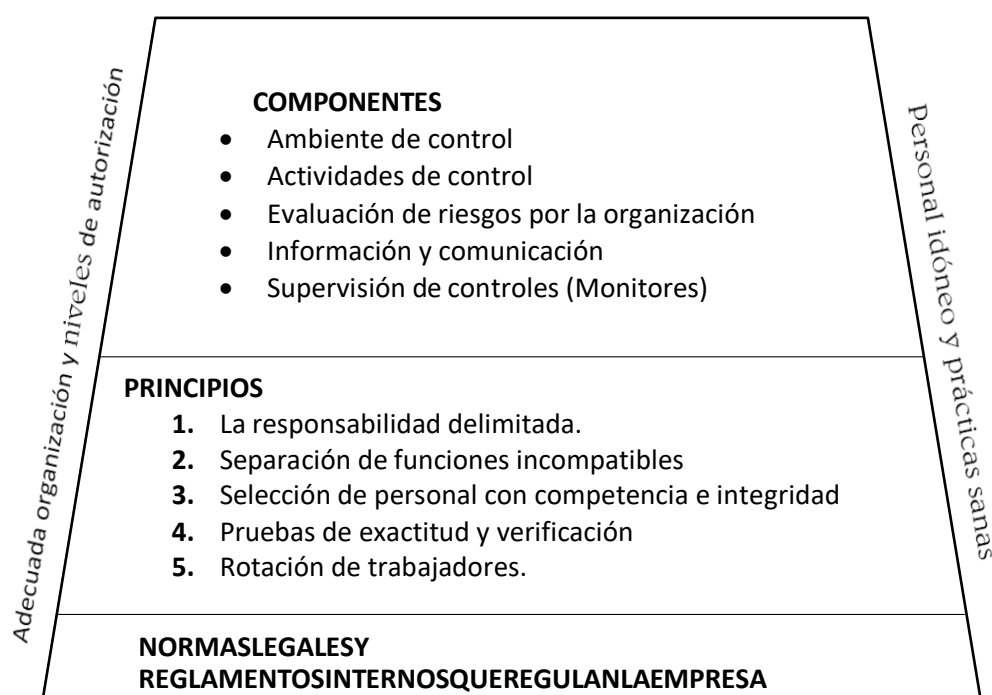 COMPONENTES
• Ambiente de control
• Actividades de control
• Evaluación de riesgos por la organización
• Información y comunicación
• Supervisión de controles (Monitores)
PRINCIPIOS
1. La responsabilidad delimitada.
2. Separación de funciones incompatibles
3. Selección de personal con competencia e integridad
4. Pruebas de exactitud y verificación
5. Rotación de trabajadores.
NORMASLEGALESY
REGLAMENTOSINTERNOSQUEREGULANLAEMPRESA
Adecuada organización y niveles de autorización
Personal idóneo y prácticas sanas